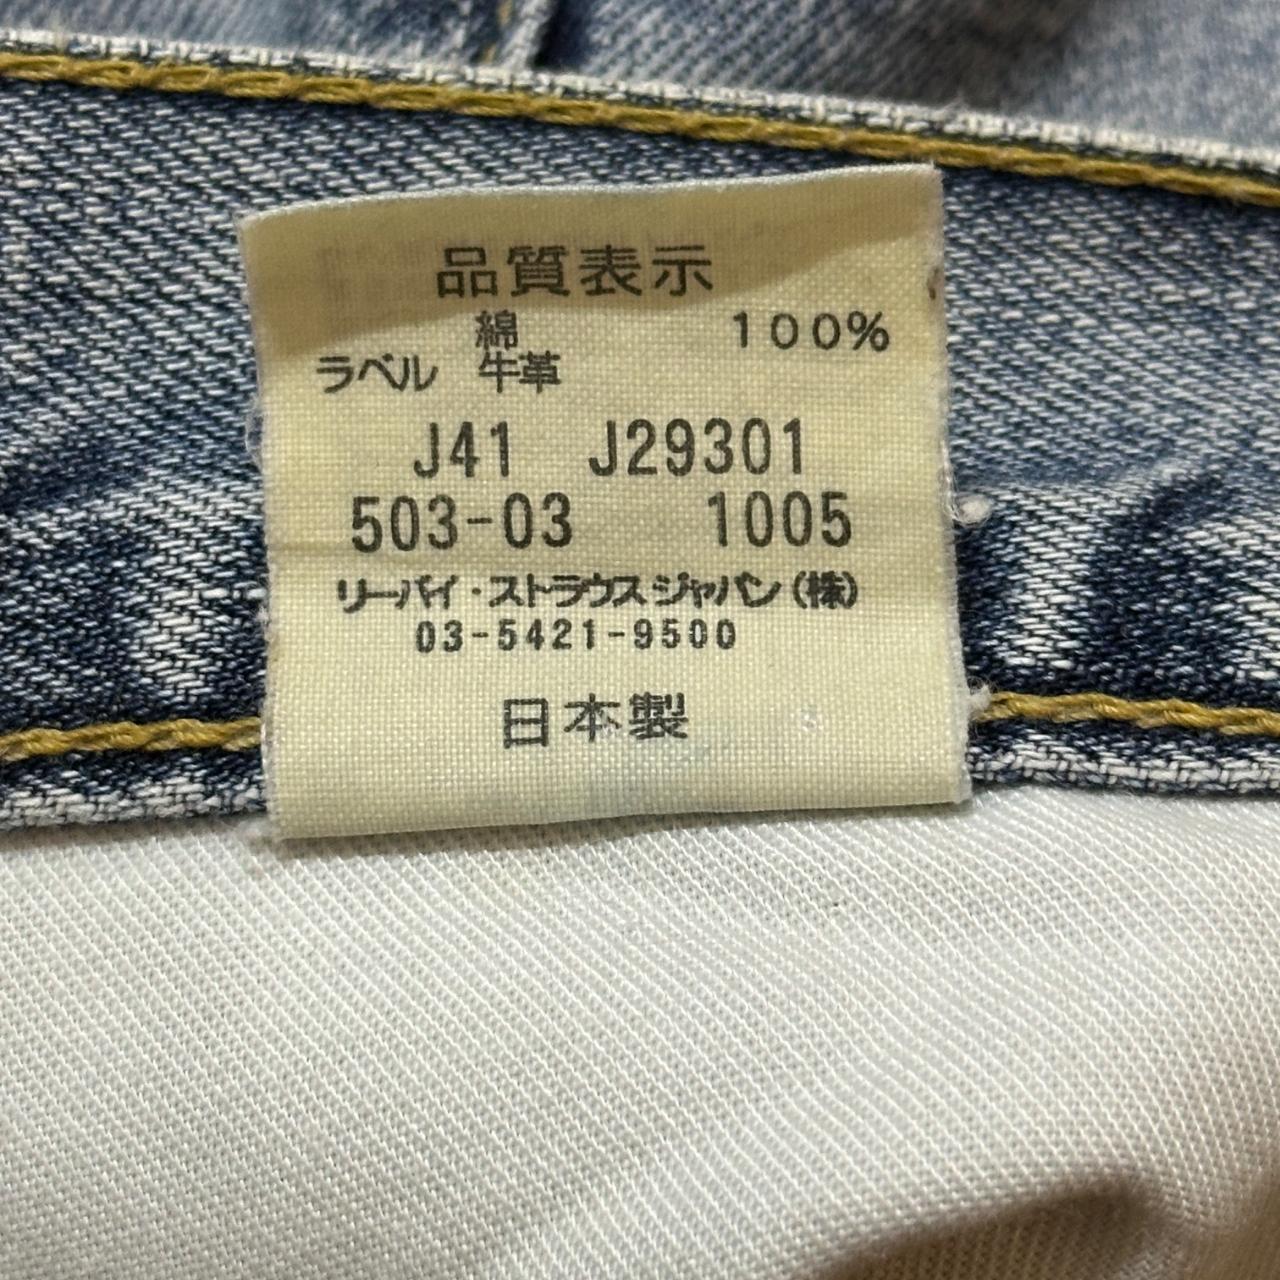 品質表示
綿 100%
ラベル 牛革
J41 J29301
503-03 1005
リーバイ・ストラウスジャパン(株)
03-5421-9500
日本製